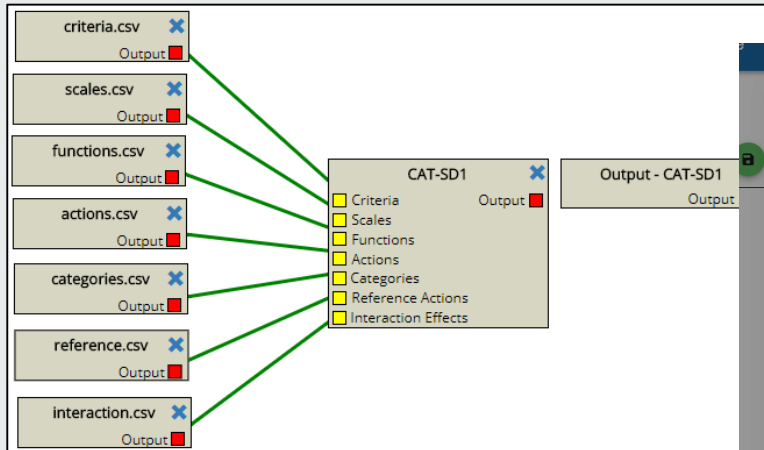 criteria.csv
Output
scales.csv
Output
functions.csv
Output
actions.csv
Output
categories.csv
Output
reference.csv
Output
interaction.csv
Output
CAT-SD1
Criteria
Output
Scales
Functions
Actions
Categories
Reference Actions
Interaction Effects
Output - CAT-SD1
Output